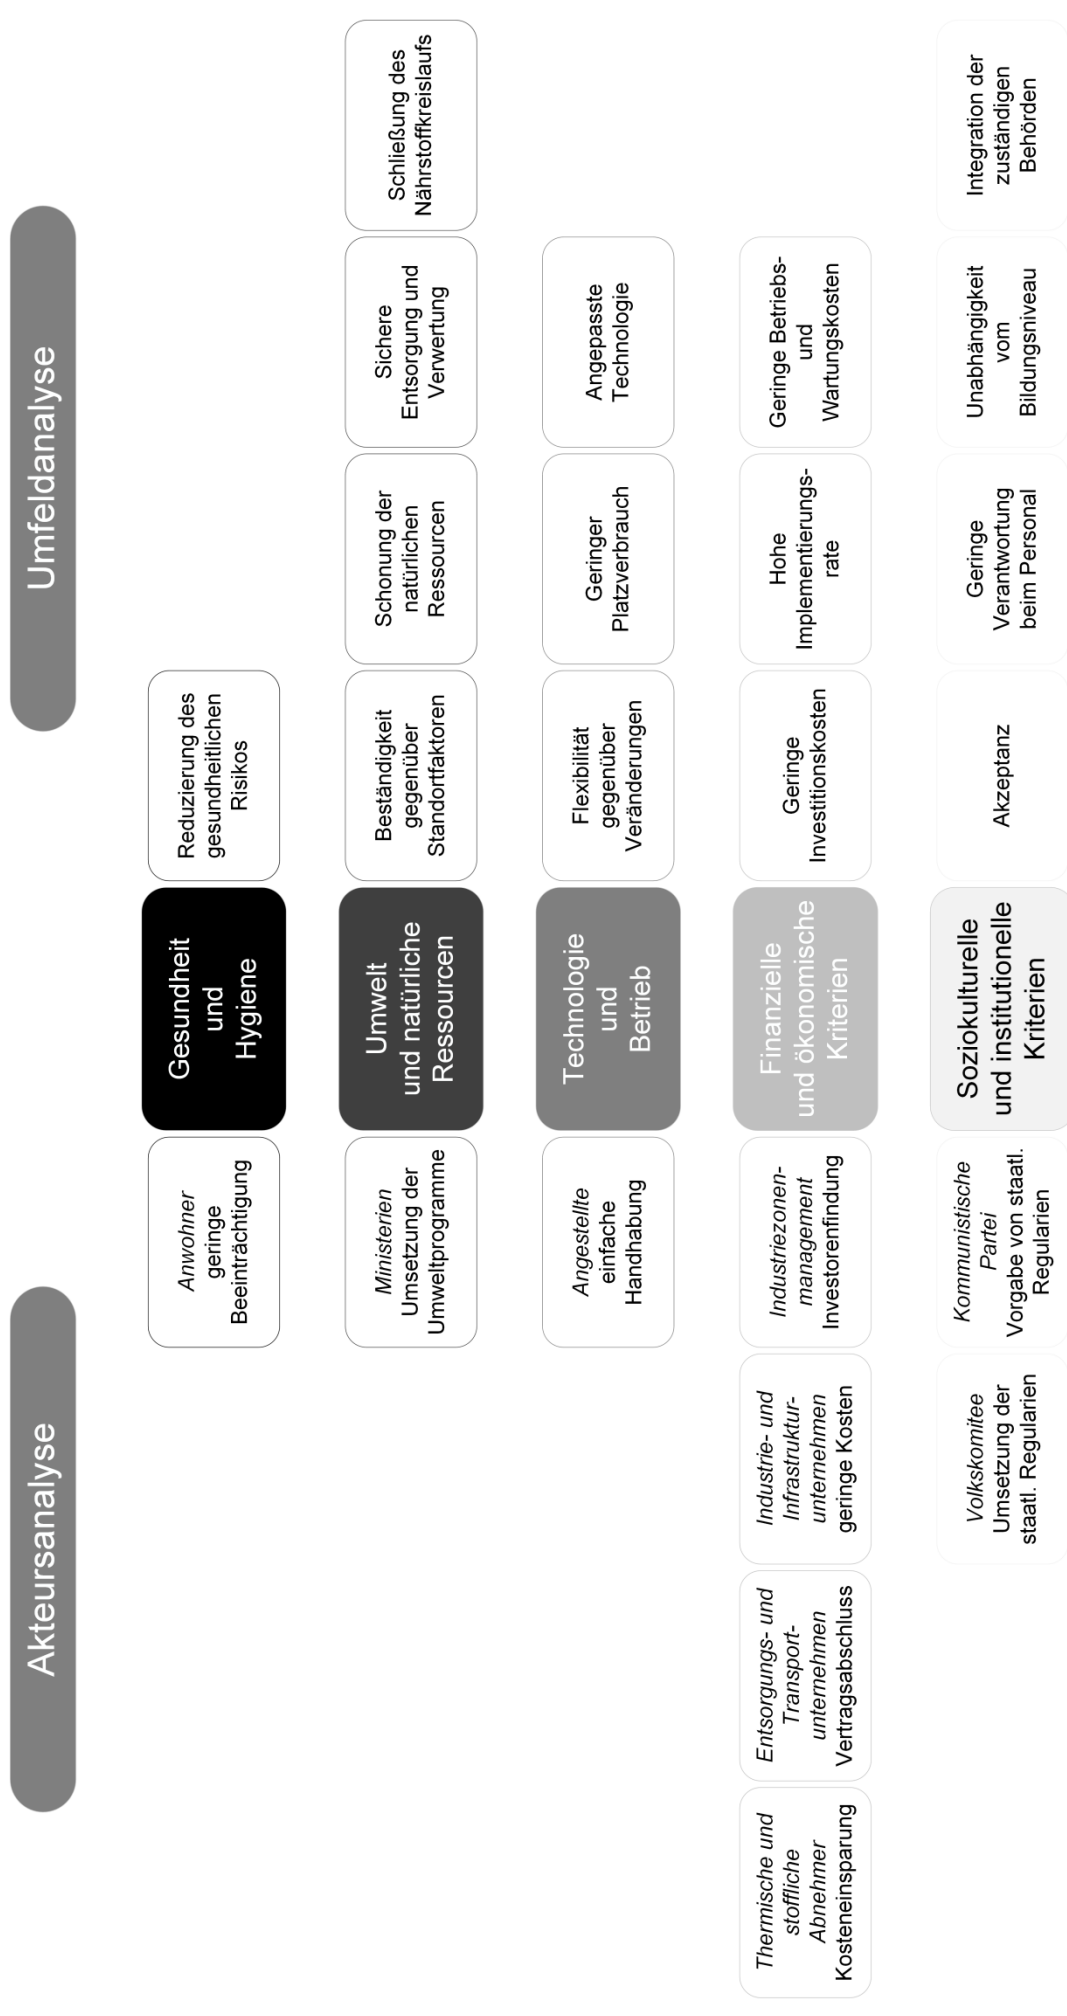 Akteursanalyse
Umfeldanalyse
Anwohner
geringe
Beeinträchtigung
Gesundheit
und
Hygiene
Reduzierung des
gesundheitlichen
Risikos
Ministerien
Umsetzung der
Umweltprogramme
Umwelt
und natürliche
Ressourcen
Beständigkeit
gegenüber
Standortfaktoren
Schonung der
natürlichen
Ressourcen
Sichere
Entsorgung und
Verwertung
Schließung des
Nährstoffkreislaufs
Angestellte
einfache
Handhabung
Technologie
und
Betrieb
Flexibilität
gegenüber
Veränderungen
Geringer
Platzverbrauch
Angepasste
Technologie
Thermische und
stoffliche
Abnehmer
Kosteneinsparung
Entsorgungs- und
Transport-
unternehmen
Vertragsabschluss
Industrie- und
Infrastruktur-
unternehmen
geringe Kosten
Industriezonen-
management
Investorenfindung
Finanzielle
und ökonomische
Kriterien
Geringe
Investitionskosten
Hohe
Implementierungs-
rate
Geringe Betriebs-
und
Wartungskosten
Volkskomitee
Umsetzung der
staatl. Regularien
Kommunistische
Partei
Vorgabe von staatl.
Regularien
Soziokulturelle
und institutionelle
Kriterien
Akzeptanz
Geringe
Verantwortung
beim Personal
Unabhängigkeit
vom
Bildungsniveau
Integration der
zuständigen
Behörden